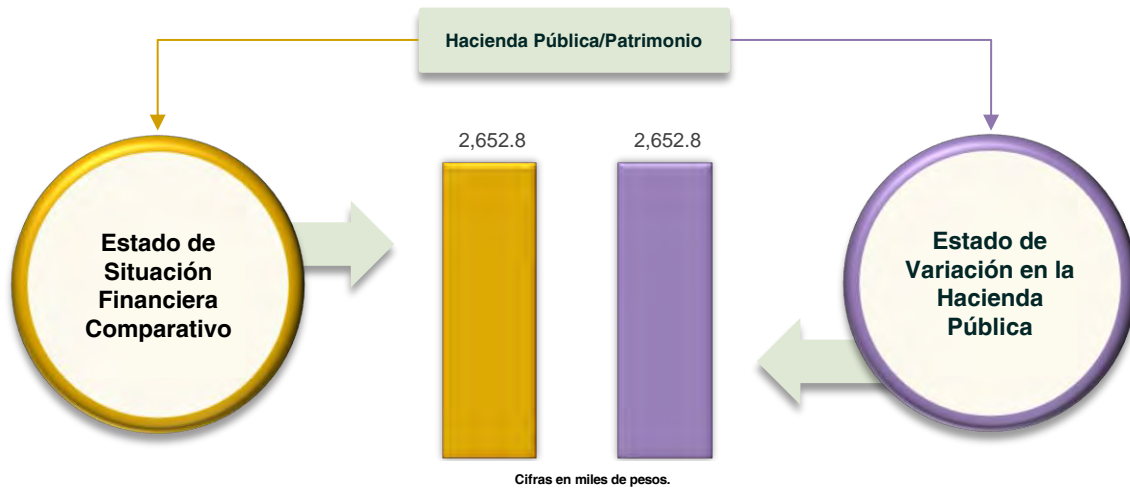 Hacienda Pública/Patrimonio
2,652.8
2,652.8
Estado de
Situación
Financiera
Comparativo
Estado de
Variación en la
Hacienda
Pública
Cifras en miles de pesos.